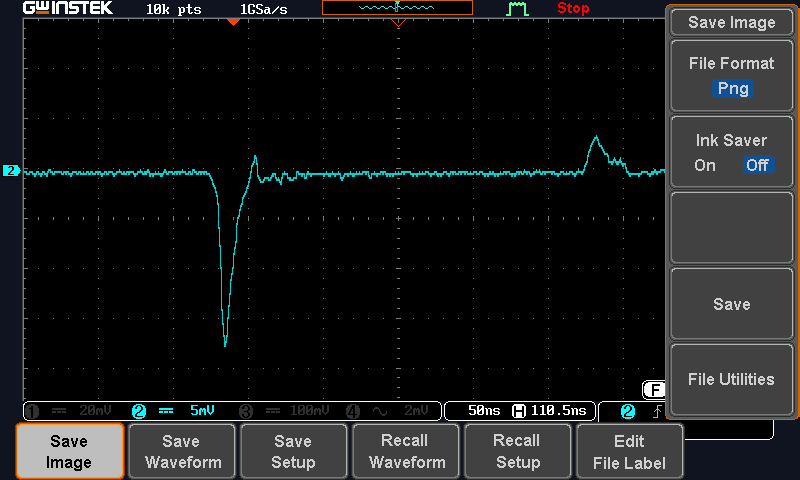 GWINSTEK 10k pts 1GSa/s Stop
Save Image
File Format
Png
Ink Saver
On Off
2
Save
File Utilities
F
1 20mV 2 5mV 3 100mV 4 2mV 50ns H 110.5ns 2
Save Image
Save Waveform
Save Setup
Recall Waveform
Recall Setup
Edit File Label